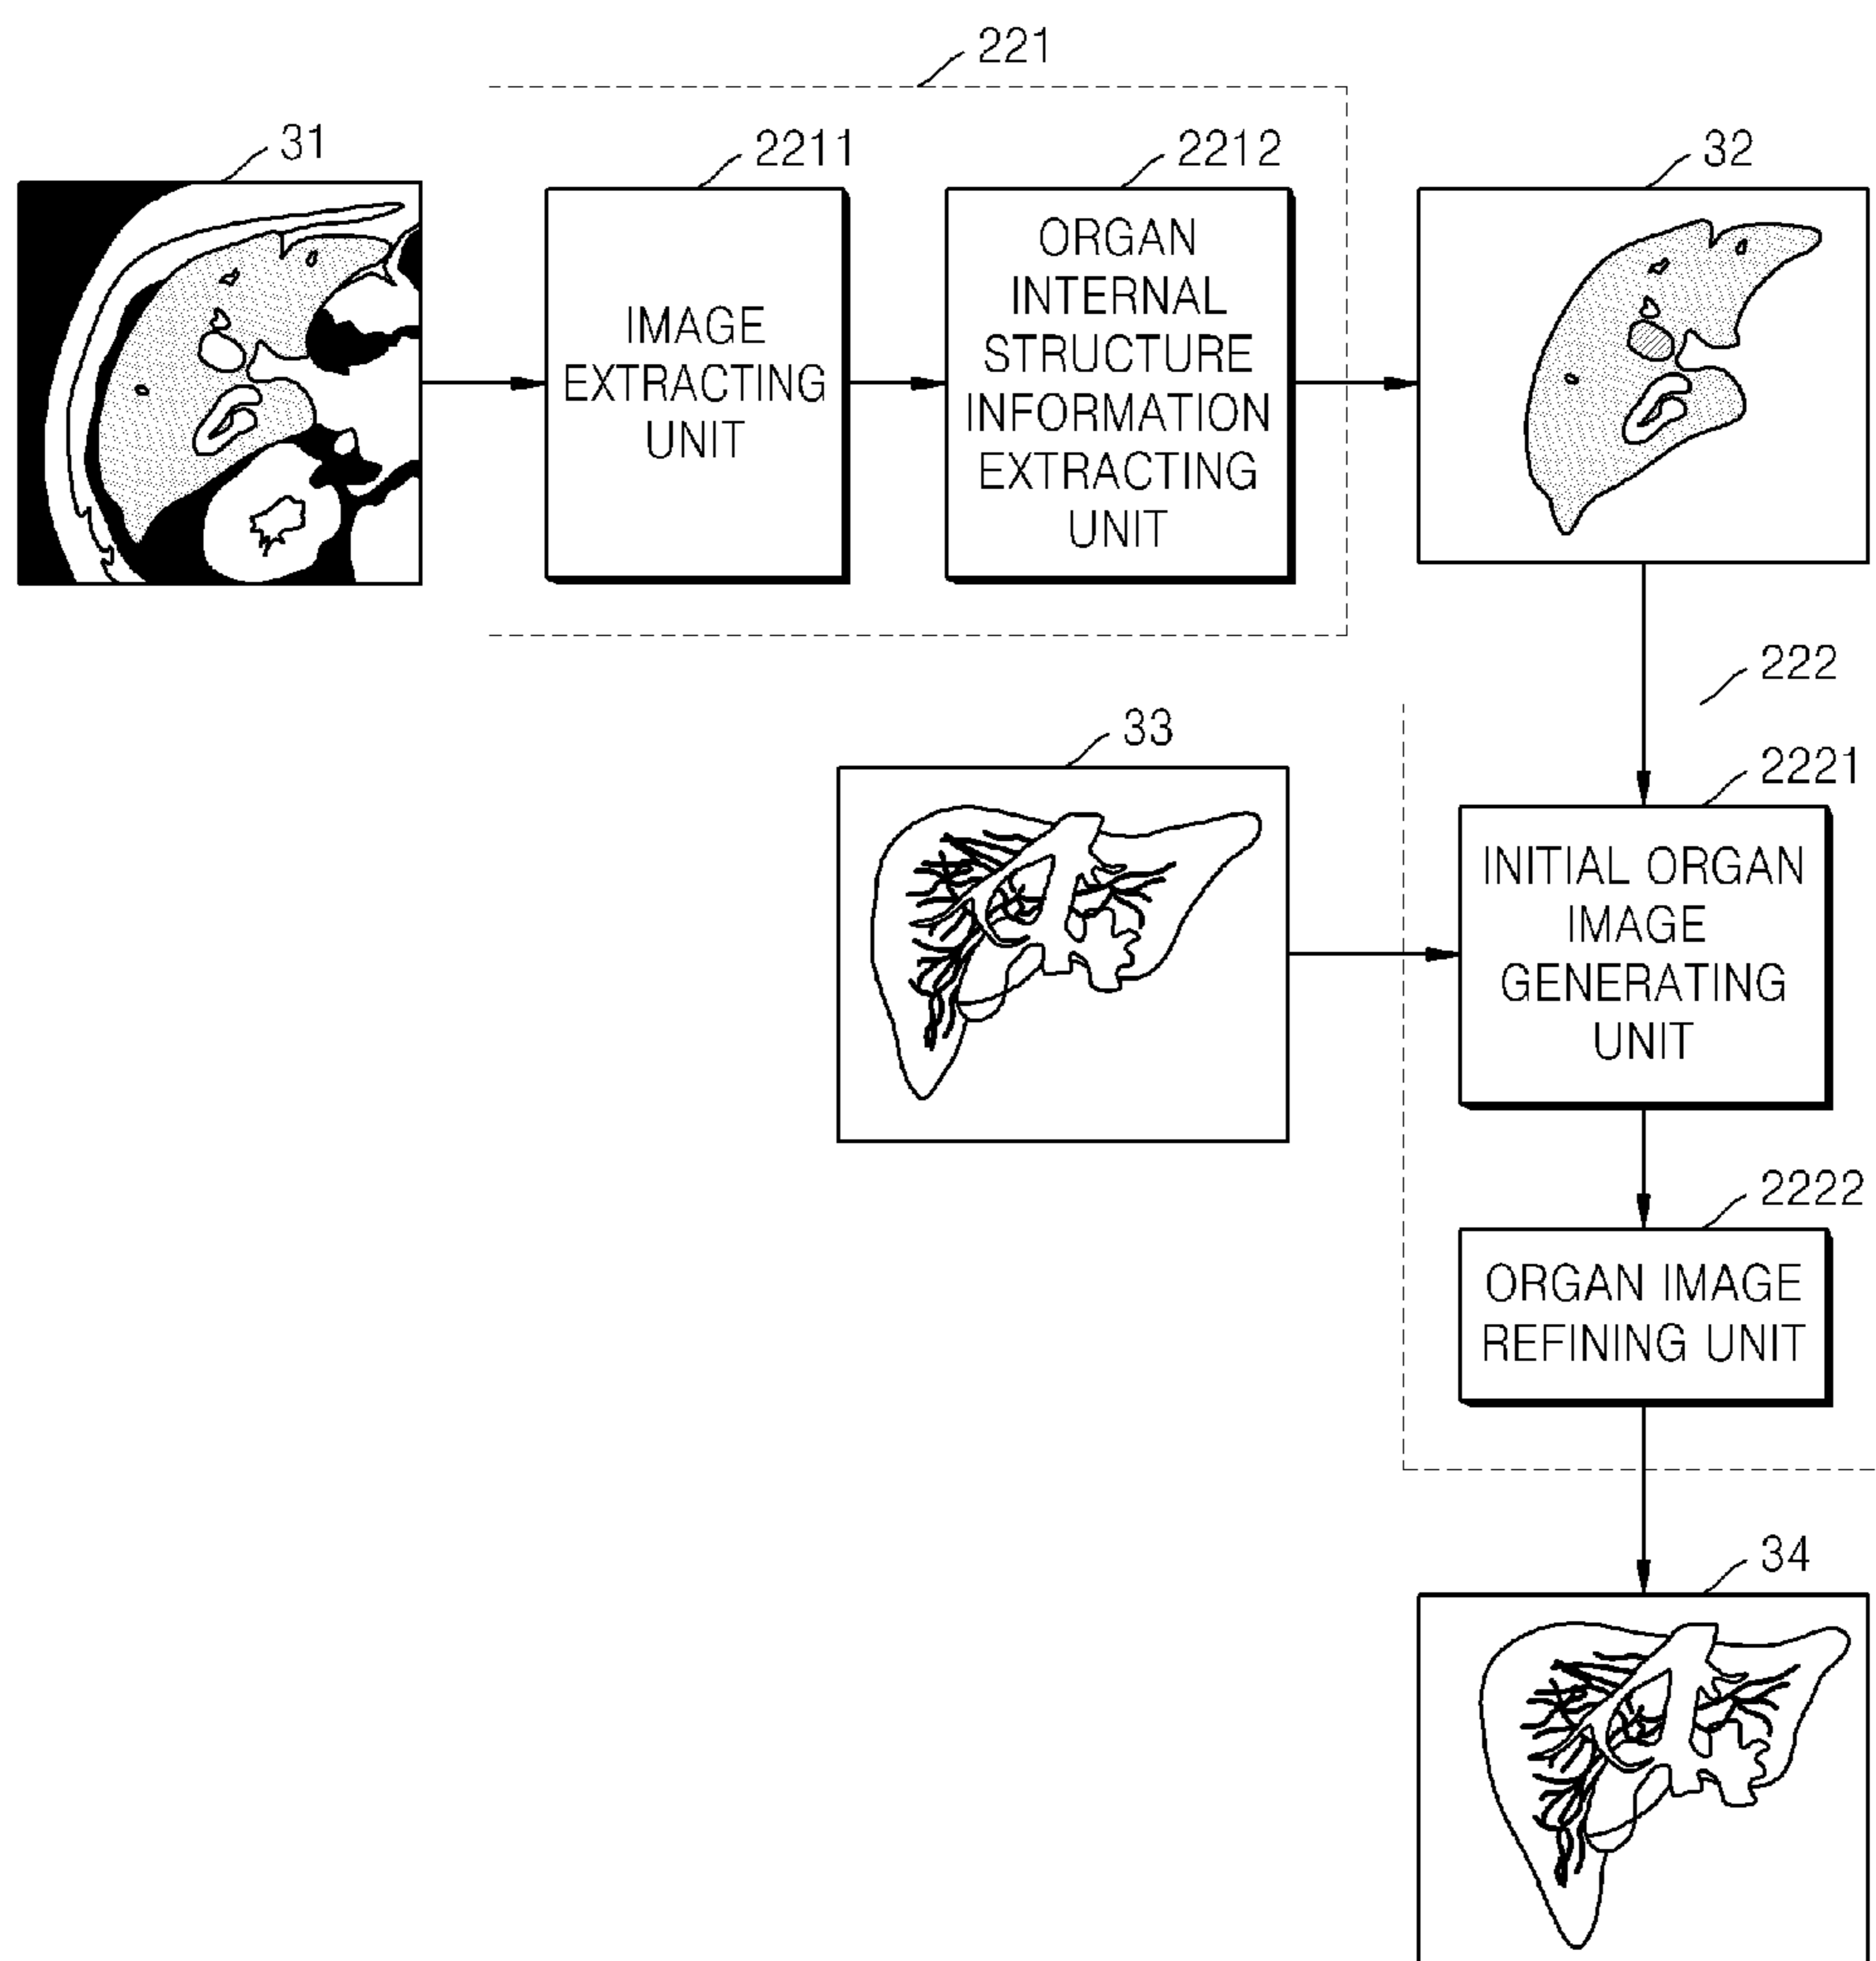 221
31
2211
2212
32
IMAGE
EXTRACTING
UNIT
ORGAN
INTERNAL
STRUCTURE
INFORMATION
EXTRACTING
UNIT
222
33
2221
INITIAL ORGAN
IMAGE
GENERATING
UNIT
2222
ORGAN IMAGE
REFINING UNIT
34